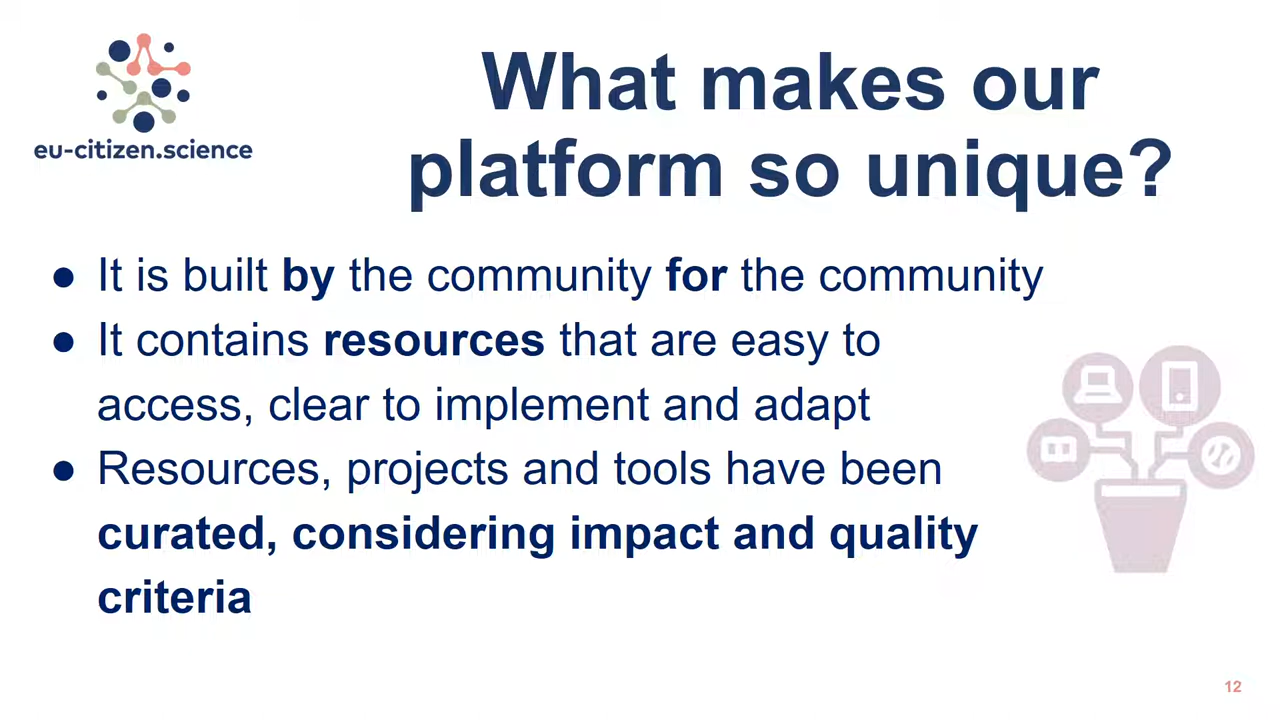 eu-citizen.science
What makes our
platform so unique?
● It is built by the community for the community
● It contains resources that are easy to
access, clear to implement and adapt
● Resources, projects and tools have been
curated, considering impact and quality
criteria
12